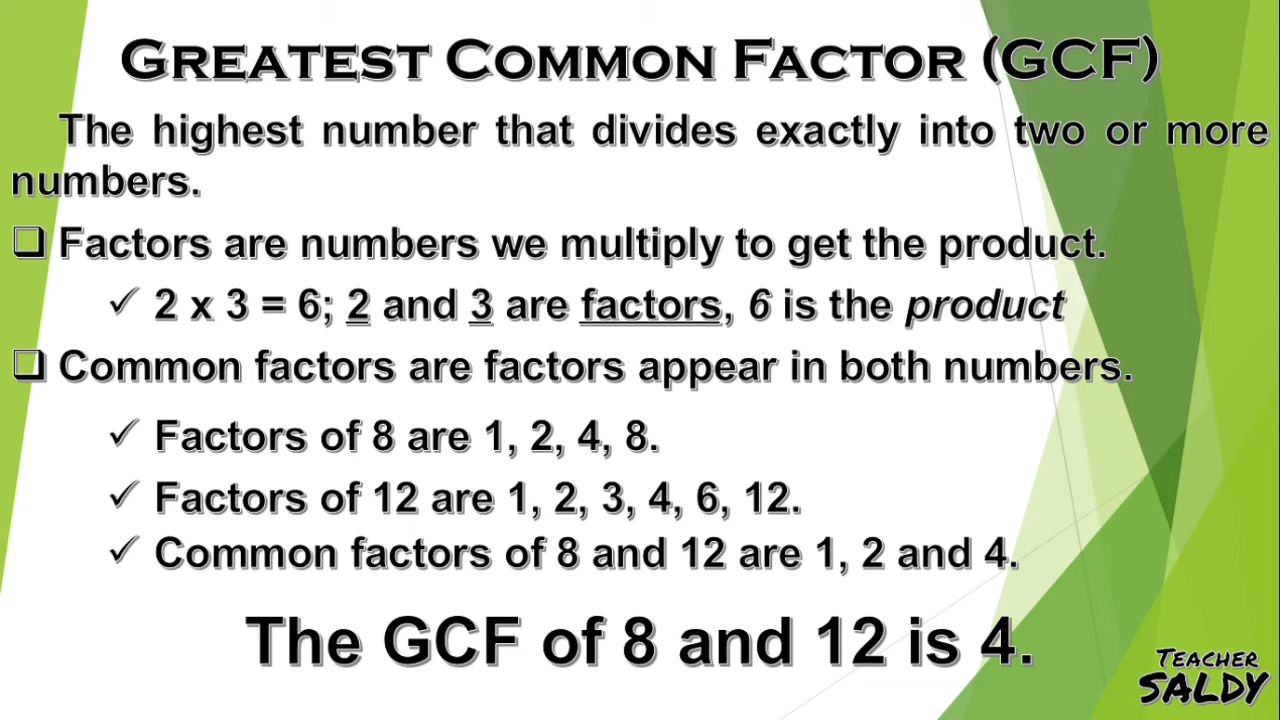 GREATEST COMMON FACTOR (GCF)
The highest number that divides exactly into two or more
numbers.
❑ Factors are numbers we multiply to get the product.
✓ 2 x 3 = 6; 2 and 3 are factors, 6 is the product
❑ Common factors are factors appear in both numbers.
✓ Factors of 8 are 1, 2, 4, 8.
✓ Factors of 12 are 1, 2, 3, 4, 6, 12.
✓ Common factors of 8 and 12 are 1, 2 and 4.
The GCF of 8 and 12 is 4.
TEACHER
SALDY